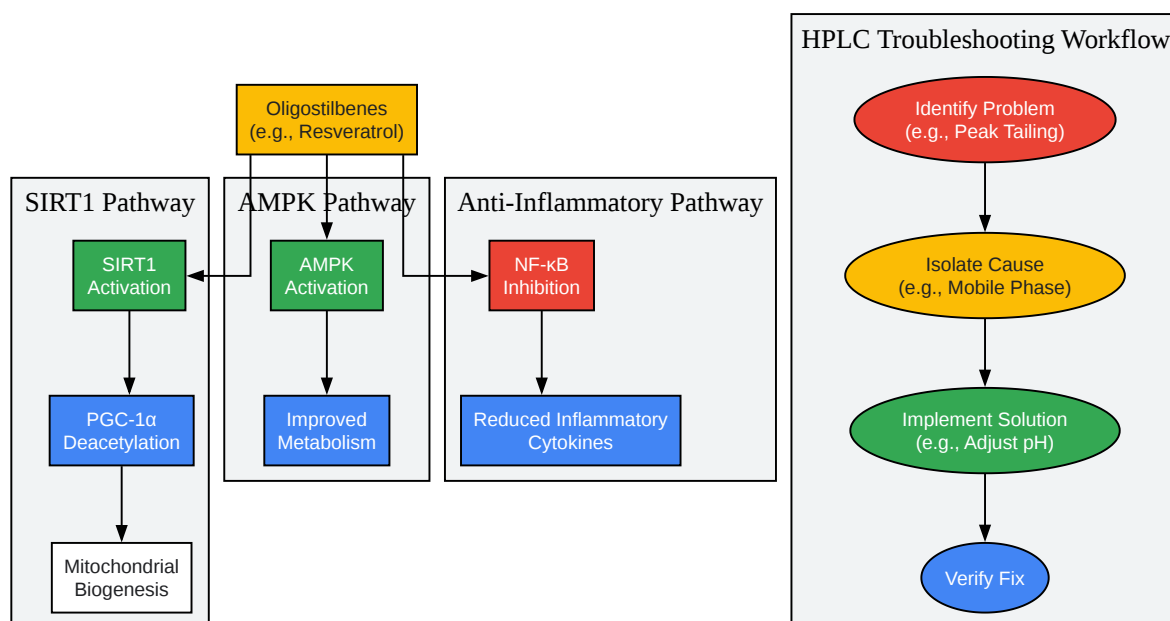 HPLC Troubleshooting Workflow
Oligostilbenes
(e.g., Resveratrol)
Identify Problem
(e.g., Peak Tailing)
SIRT1 Pathway
AMPK Pathway
Anti-Inflammatory Pathway
SIRT1
Activation
AMPK
Activation
NF-κB
Inhibition
Isolate Cause
(e.g., Mobile Phase)
PGC-1α
Deacetylation
Improved
Metabolism
Reduced Inflammatory
Cytokines
Implement Solution
(e.g., Adjust pH)
Mitochondrial
Biogenesis
Verify Fix